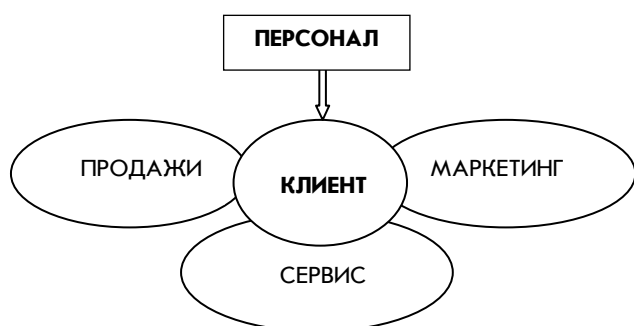 ПЕРСОНАЛ
ПРОДАЖИ
КЛИЕНТ
МАРКЕТИНГ
СЕРВИС